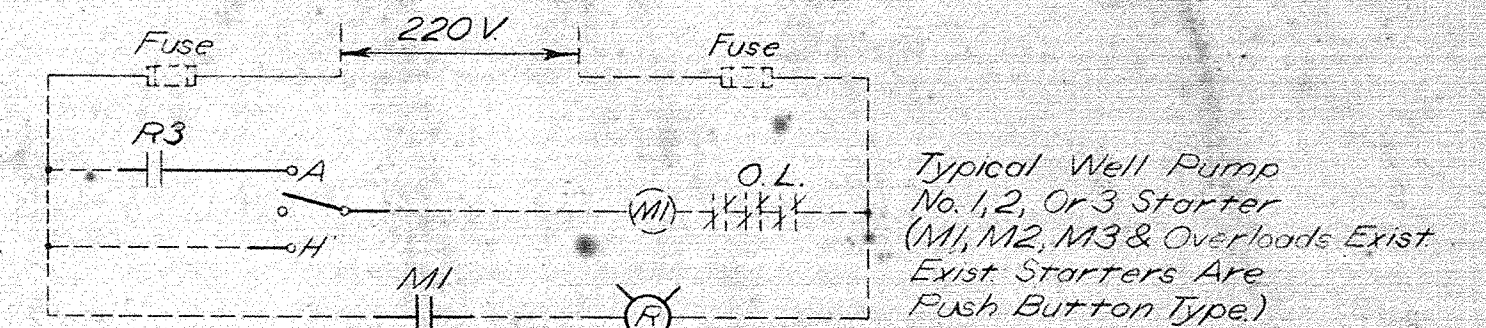 220V.
Fuse
Fuse
R3
A
O.L.
M1
H
M1
R
Typical Well Pump
No. 1, 2, Or 3 Starter
(M1, M2, M3 & Overloads Exist.
Exist. Starters Are
Push Button Type.)